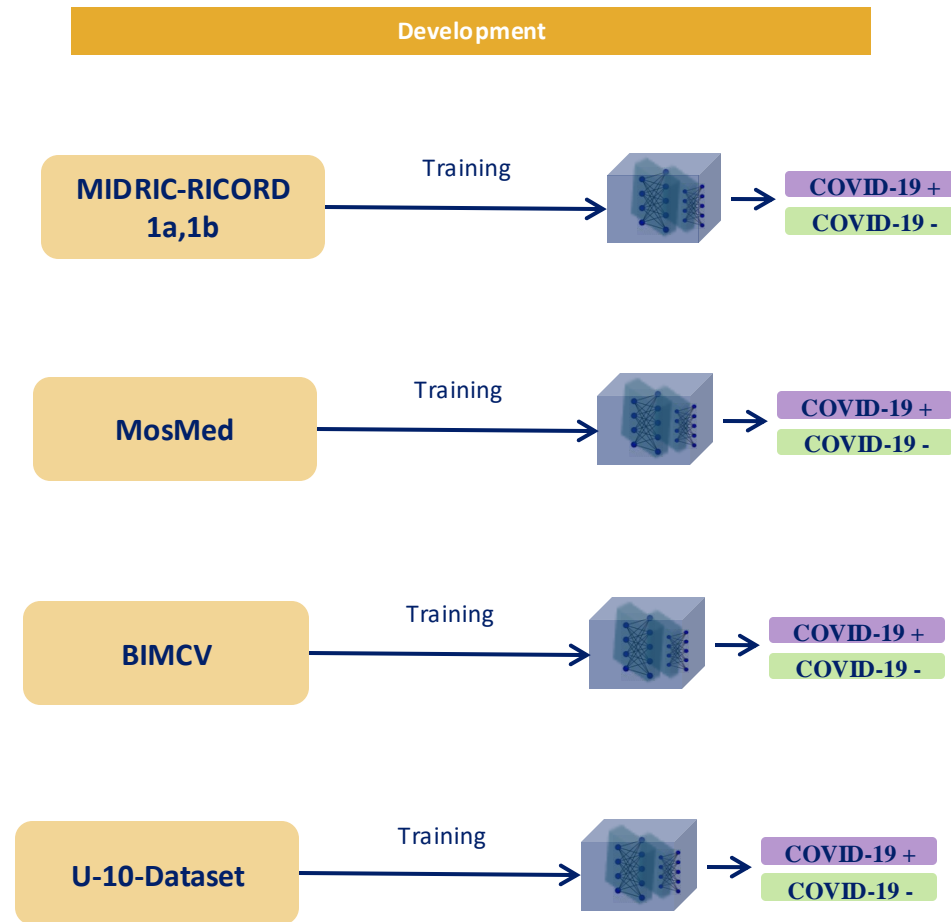 Development
MIDRIC-RICORD
1a,1b
Training
COVID-19 +
COVID-19 -
MosMed
Training
COVID-19 +
COVID-19 -
BIMCV
Training
COVID-19 +
COVID-19 -
U-10-Dataset
Training
COVID-19 +
COVID-19 -